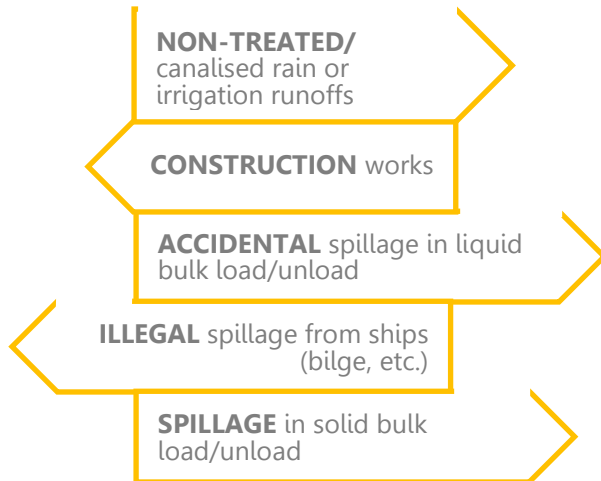 NON-TREATED/
canalised rain or
irrigation runoffs
CONSTRUCTION works
ACCIDENTAL spillage in liquid
bulk load/unload
ILLEGAL spillage from ships
(bilge, etc.)
SPILLAGE in solid bulk
load/unload